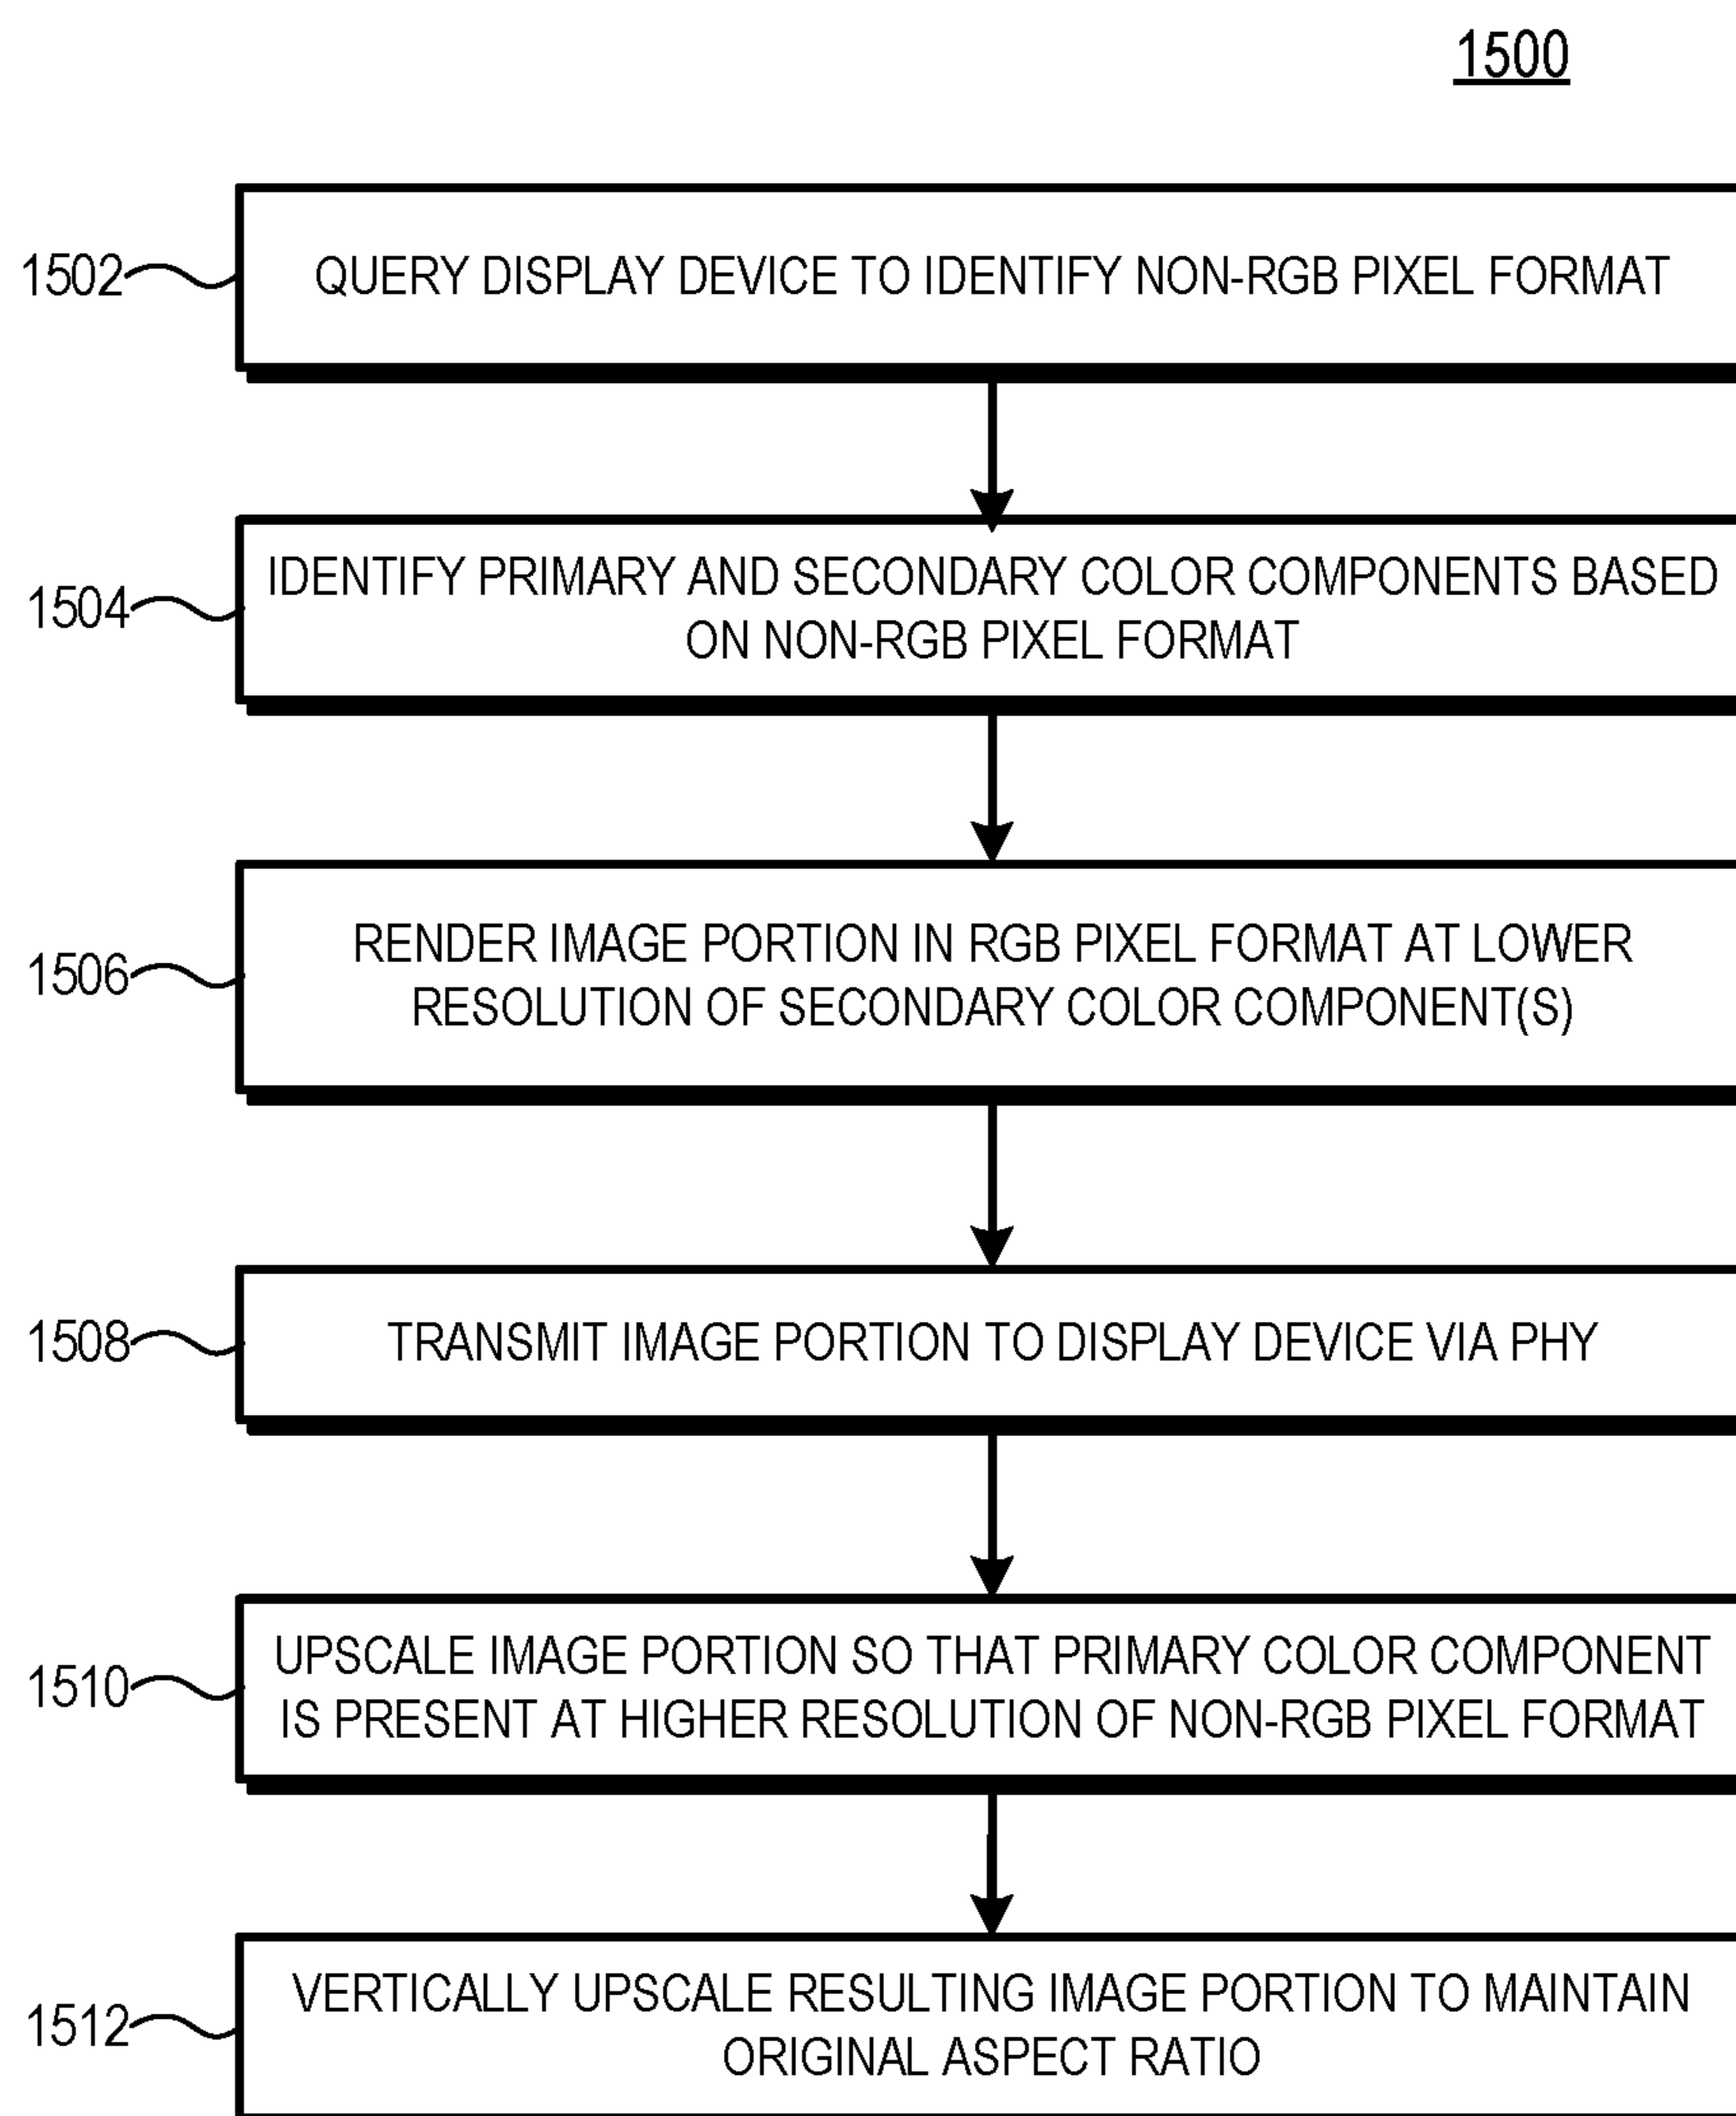 1500
1502
QUERY DISPLAY DEVICE TO IDENTIFY NON-RGB PIXEL FORMAT
1504
IDENTIFY PRIMARY AND SECONDARY COLOR COMPONENTS BASED
ON NON-RGB PIXEL FORMAT
1506
RENDER IMAGE PORTION IN RGB PIXEL FORMAT AT LOWER
RESOLUTION OF SECONDARY COLOR COMPONENT(S)
1508
TRANSMIT IMAGE PORTION TO DISPLAY DEVICE VIA PHY
1510
UPSCALE IMAGE PORTION SO THAT PRIMARY COLOR COMPONENT
IS PRESENT AT HIGHER RESOLUTION OF NON-RGB PIXEL FORMAT
1512
VERTICALLY UPSCALE RESULTING IMAGE PORTION TO MAINTAIN
ORIGINAL ASPECT RATIO